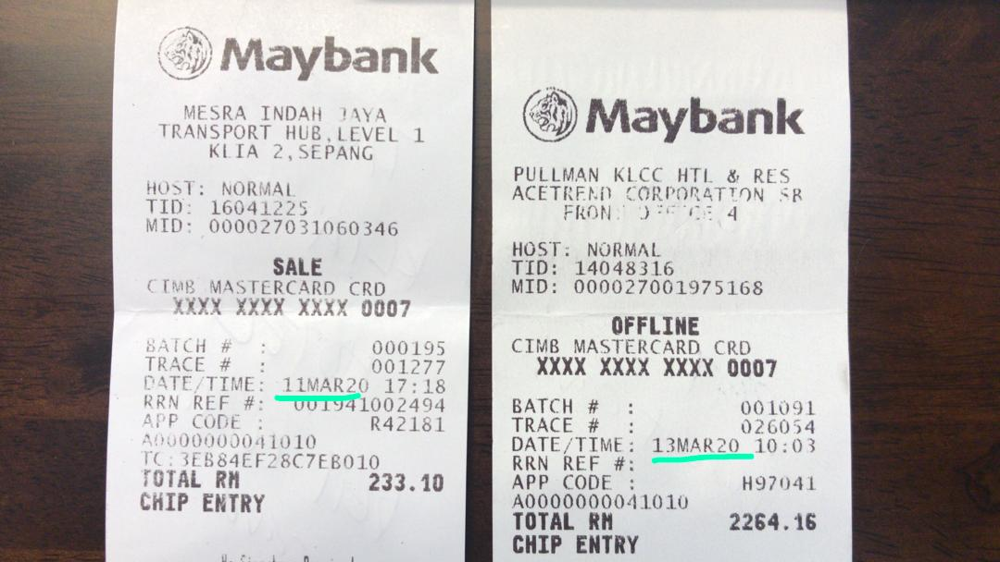 Maybank
MESRA INDAH JAYA
TRANSPORT HUB,LEVEL 1
KLIA 2,SEPANG
HOST: NORMAL
TID: 16041225
MID: 000027031060346
SALE
CIMB MASTERCARD CRD
XXXX XXXX XXXX 0007
BATCH # : 000195
TRACE # : 001277
DATE/TIME: 11MAR20 17:18
RRN REF #: 001941002494
APP CODE : R42181
A0000000041010
TC:3EB84EF28C7EB010
TOTAL RM 233.10
CHIP ENTRY
Maybank
PULLMAN KLCC HTL & RES
ACETREND CORPORATION SB
FRONT OFFICE 4
HOST: NORMAL
TID: 14048316
MID: 000027001975168
OFFLINE
CIMB MASTERCARD CRD
XXXX XXXX XXXX 0007
BATCH # : 001091
TRACE # : 026054
DATE/TIME: 13MAR20 10:03
RRN REF #:
APP CODE : H97041
A0000000041010
TOTAL RM 2264.16
CHIP ENTRY